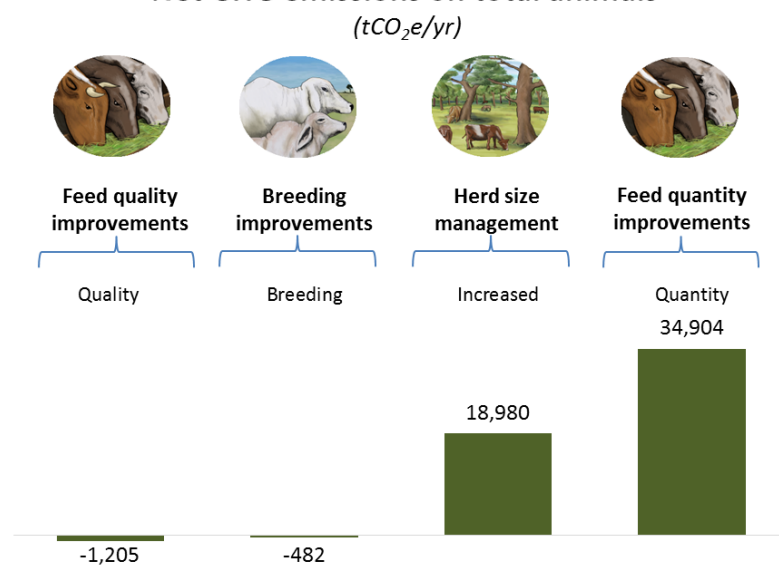 (tCO2e/yr)
Feed quality
improvements
Breeding
improvements
Herd size
management
Feed quantity
improvements
Quality
Breeding
Increased
Quantity
34,904
18,980
-1,205
-482